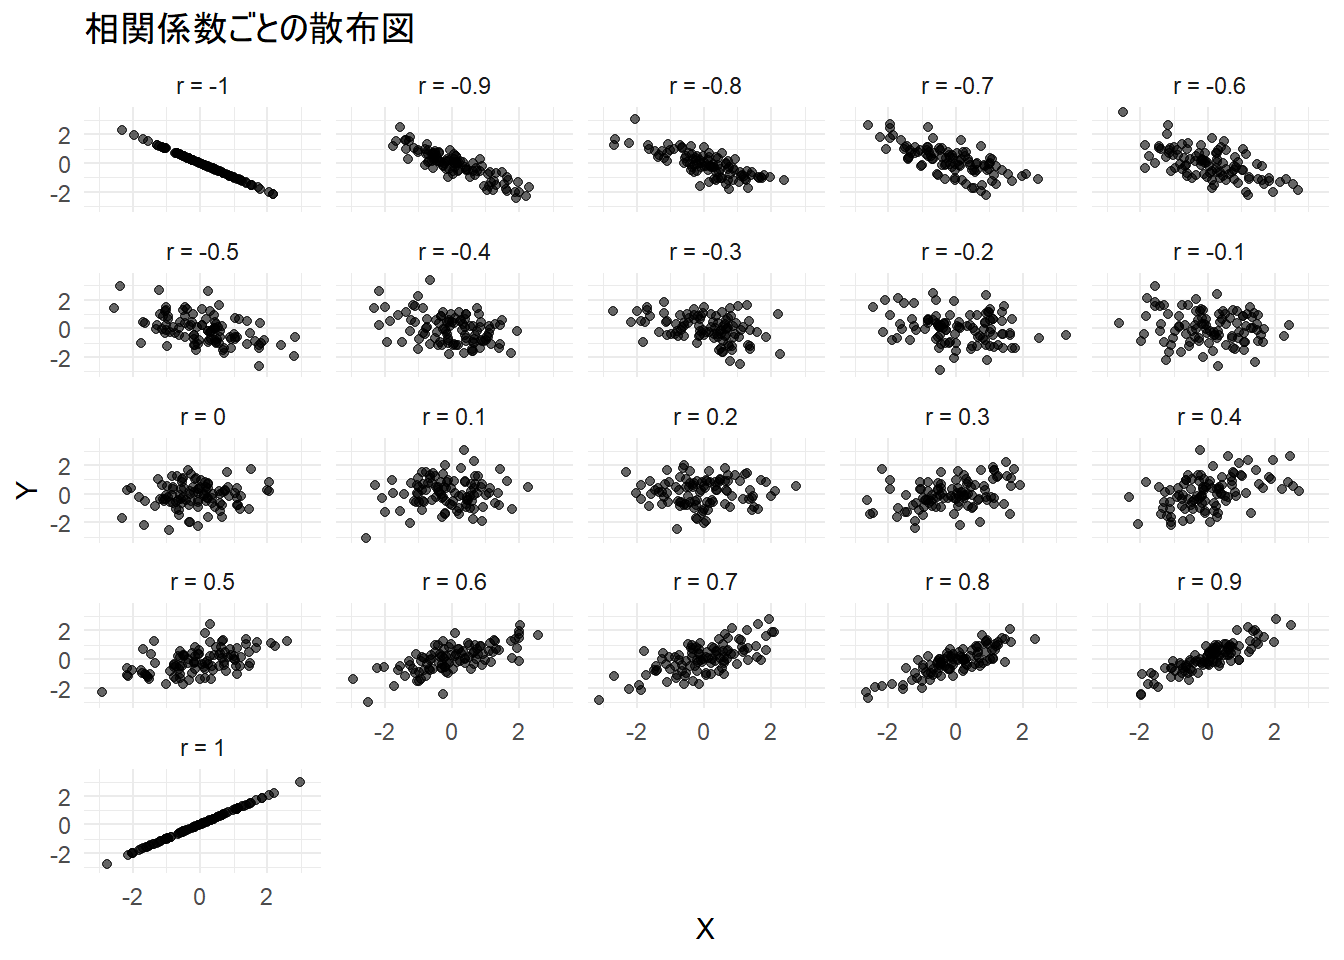 相関係数ごとの散布図
r = -1
r = -0.9
r = -0.8
r = -0.7
r = -0.6
2
0
-2
r = -0.5
r = -0.4
r = -0.3
r = -0.2
r = -0.1
2
0
-2
r = 0
r = 0.1
r = 0.2
r = 0.3
r = 0.4
2
0
-2
Y
r = 0.5
r = 0.6
r = 0.7
r = 0.8
r = 0.9
2
0
-2
-2 0 2
-2 0 2
-2 0 2
-2 0 2
r = 1
2
0
-2
-2 0 2
X